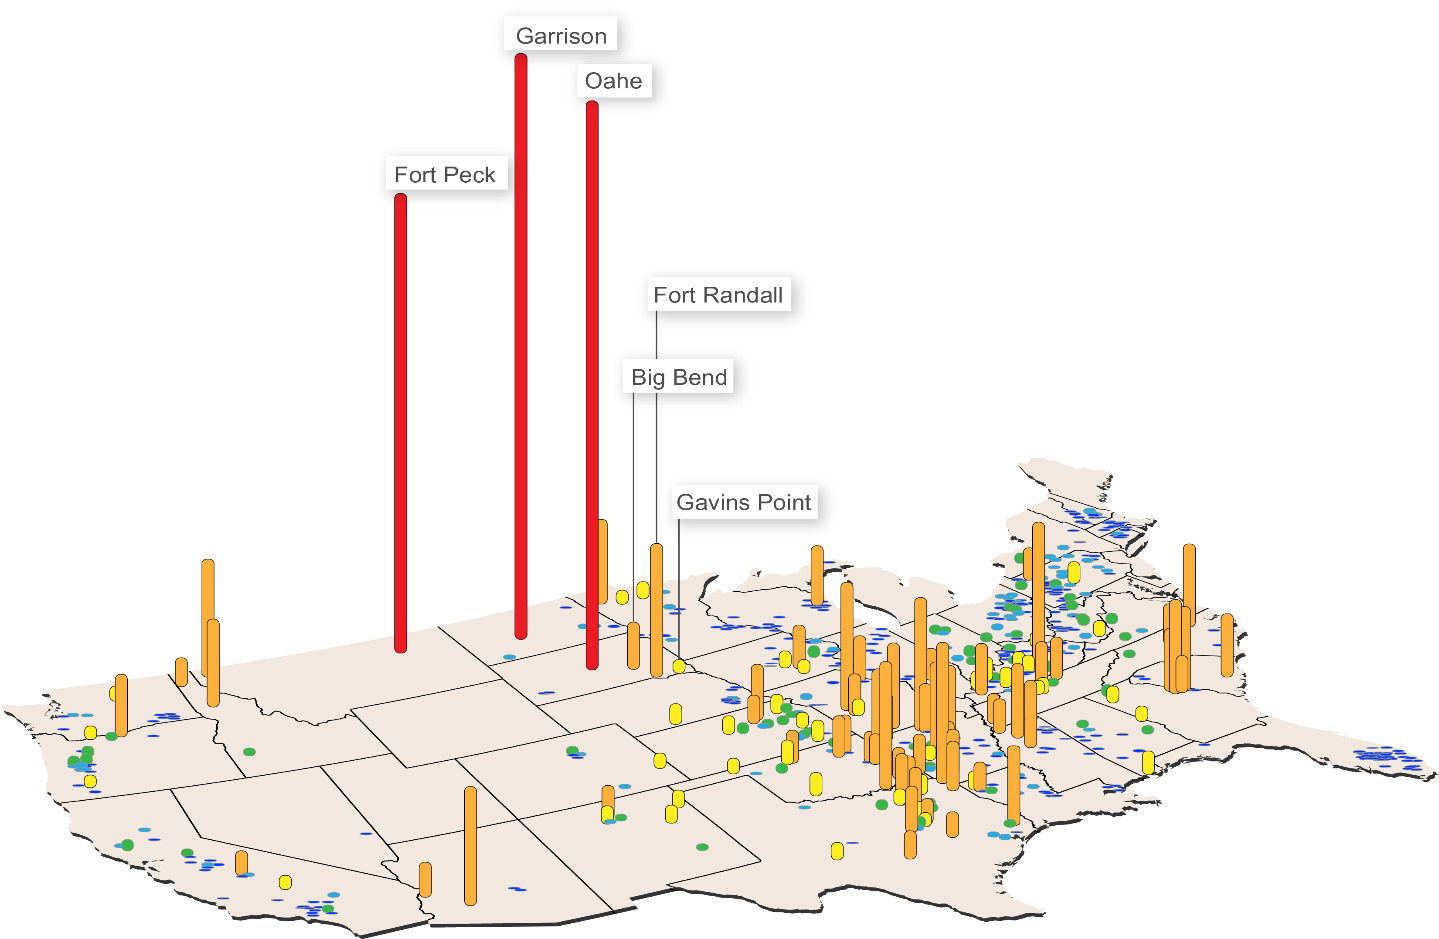 Garrison
Oahe
Fort Peck
Fort Randall
Big Bend
Gavins Point